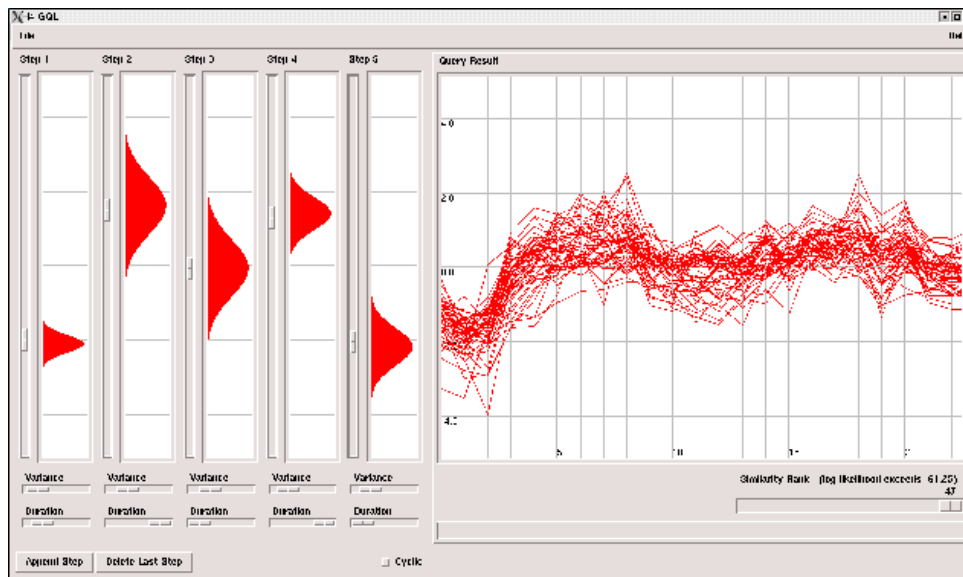 GQL
File
Step 1
Step 2
Step 3
Step 4
Step 5
Query Result
4.0
2.0
0.0
-4.0
5
10
15
Variance
Variance
Variance
Variance
Variance
Duration
Duration
Duration
Duration
Duration
Similarity Rank (log likelihood exceeds -61.25)
47
Append Step
Delete Last Step
Cyclic